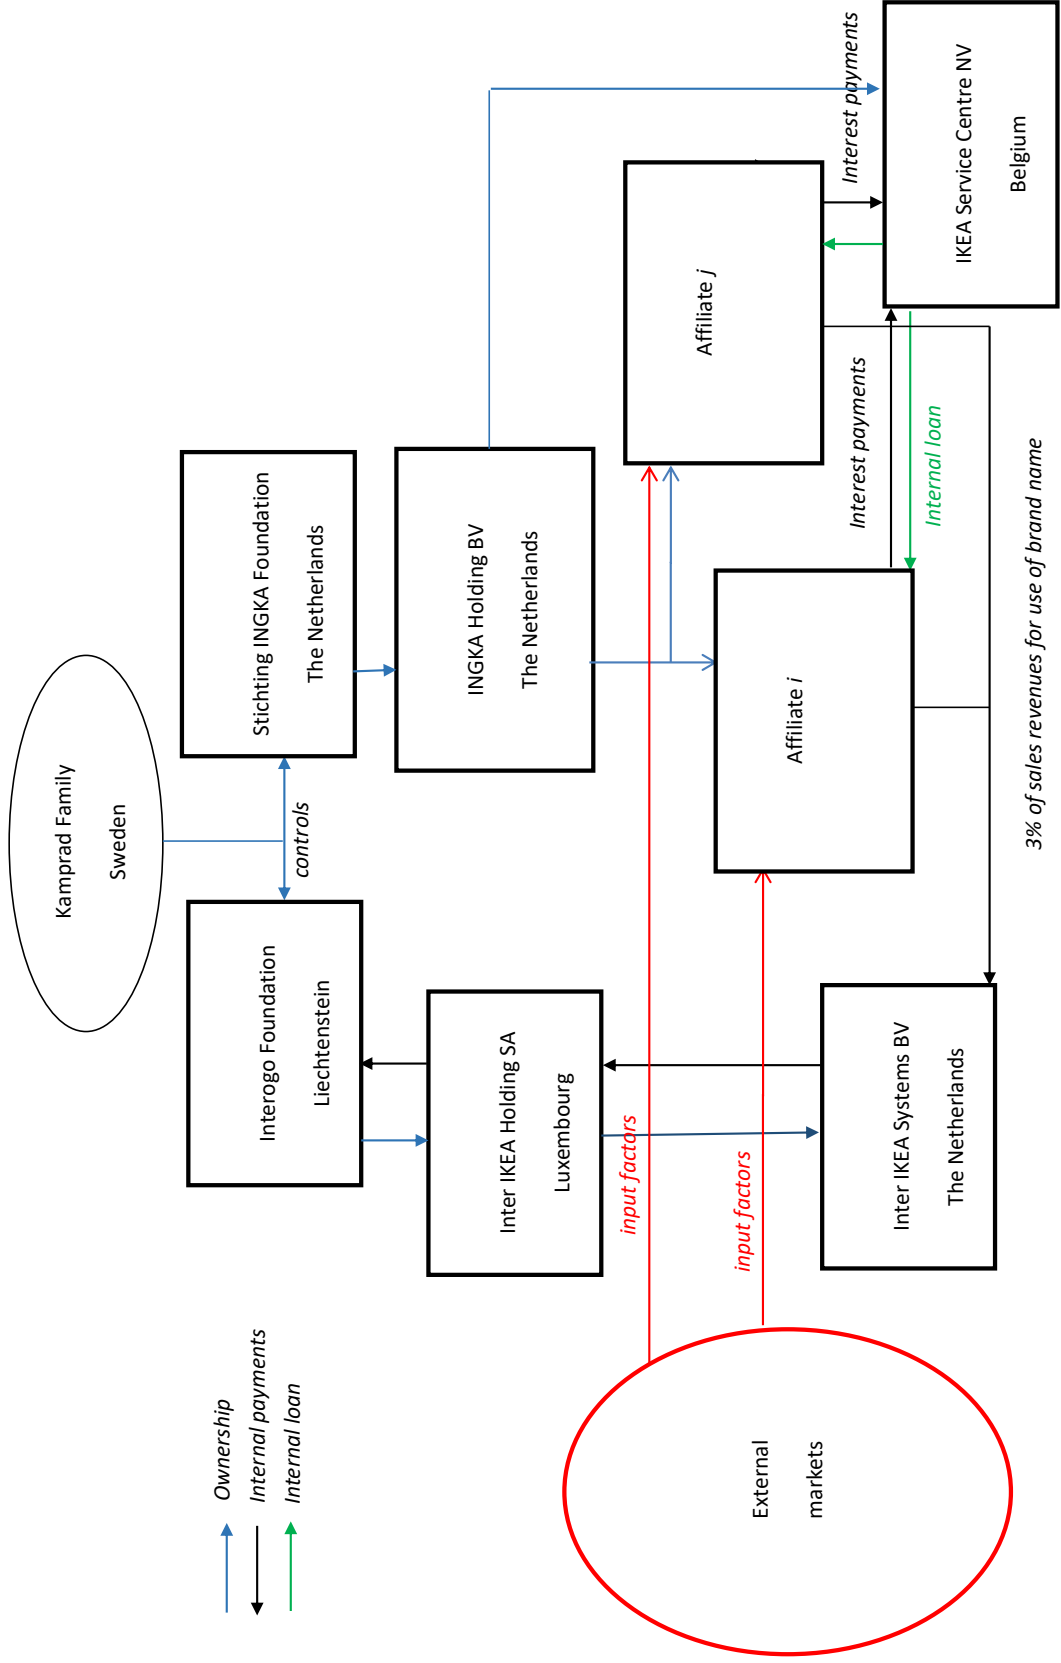 Kamprad Family
Sweden
Ownership
Internal payments
Internal loan
Interogo Foundation
Liechtenstein
controls
Stichting INGKA Foundation
The Netherlands
Inter IKEA Holding SA
Luxembourg
INGKA Holding BV
The Netherlands
input factors
input factors
External
markets
Affiliate i
Affiliate j
Interest payments
Interest payments
Internal loan
Inter IKEA Systems BV
The Netherlands
IKEA Service Centre NV
Belgium
3% of sales revenues for use of brand name